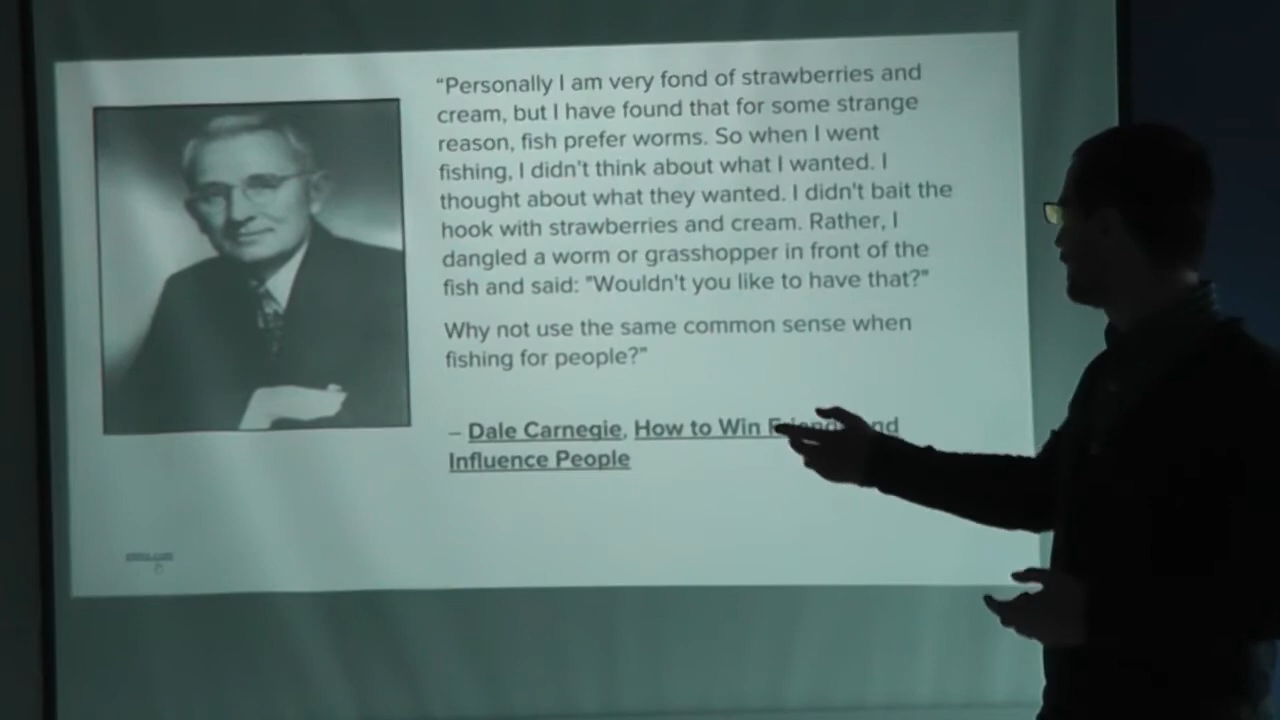 “Personally I am very fond of strawberries and
cream, but I have found that for some strange
reason, fish prefer worms. So when I went
fishing, I didn't think about what I wanted. I
thought about what they wanted. I didn't bait the
hook with strawberries and cream. Rather, I
dangled a worm or grasshopper in front of the
fish and said: "Wouldn't you like to have that?"
Why not use the same common sense when
fishing for people?”
– Dale Carnegie, How to Win Friends and
Influence People